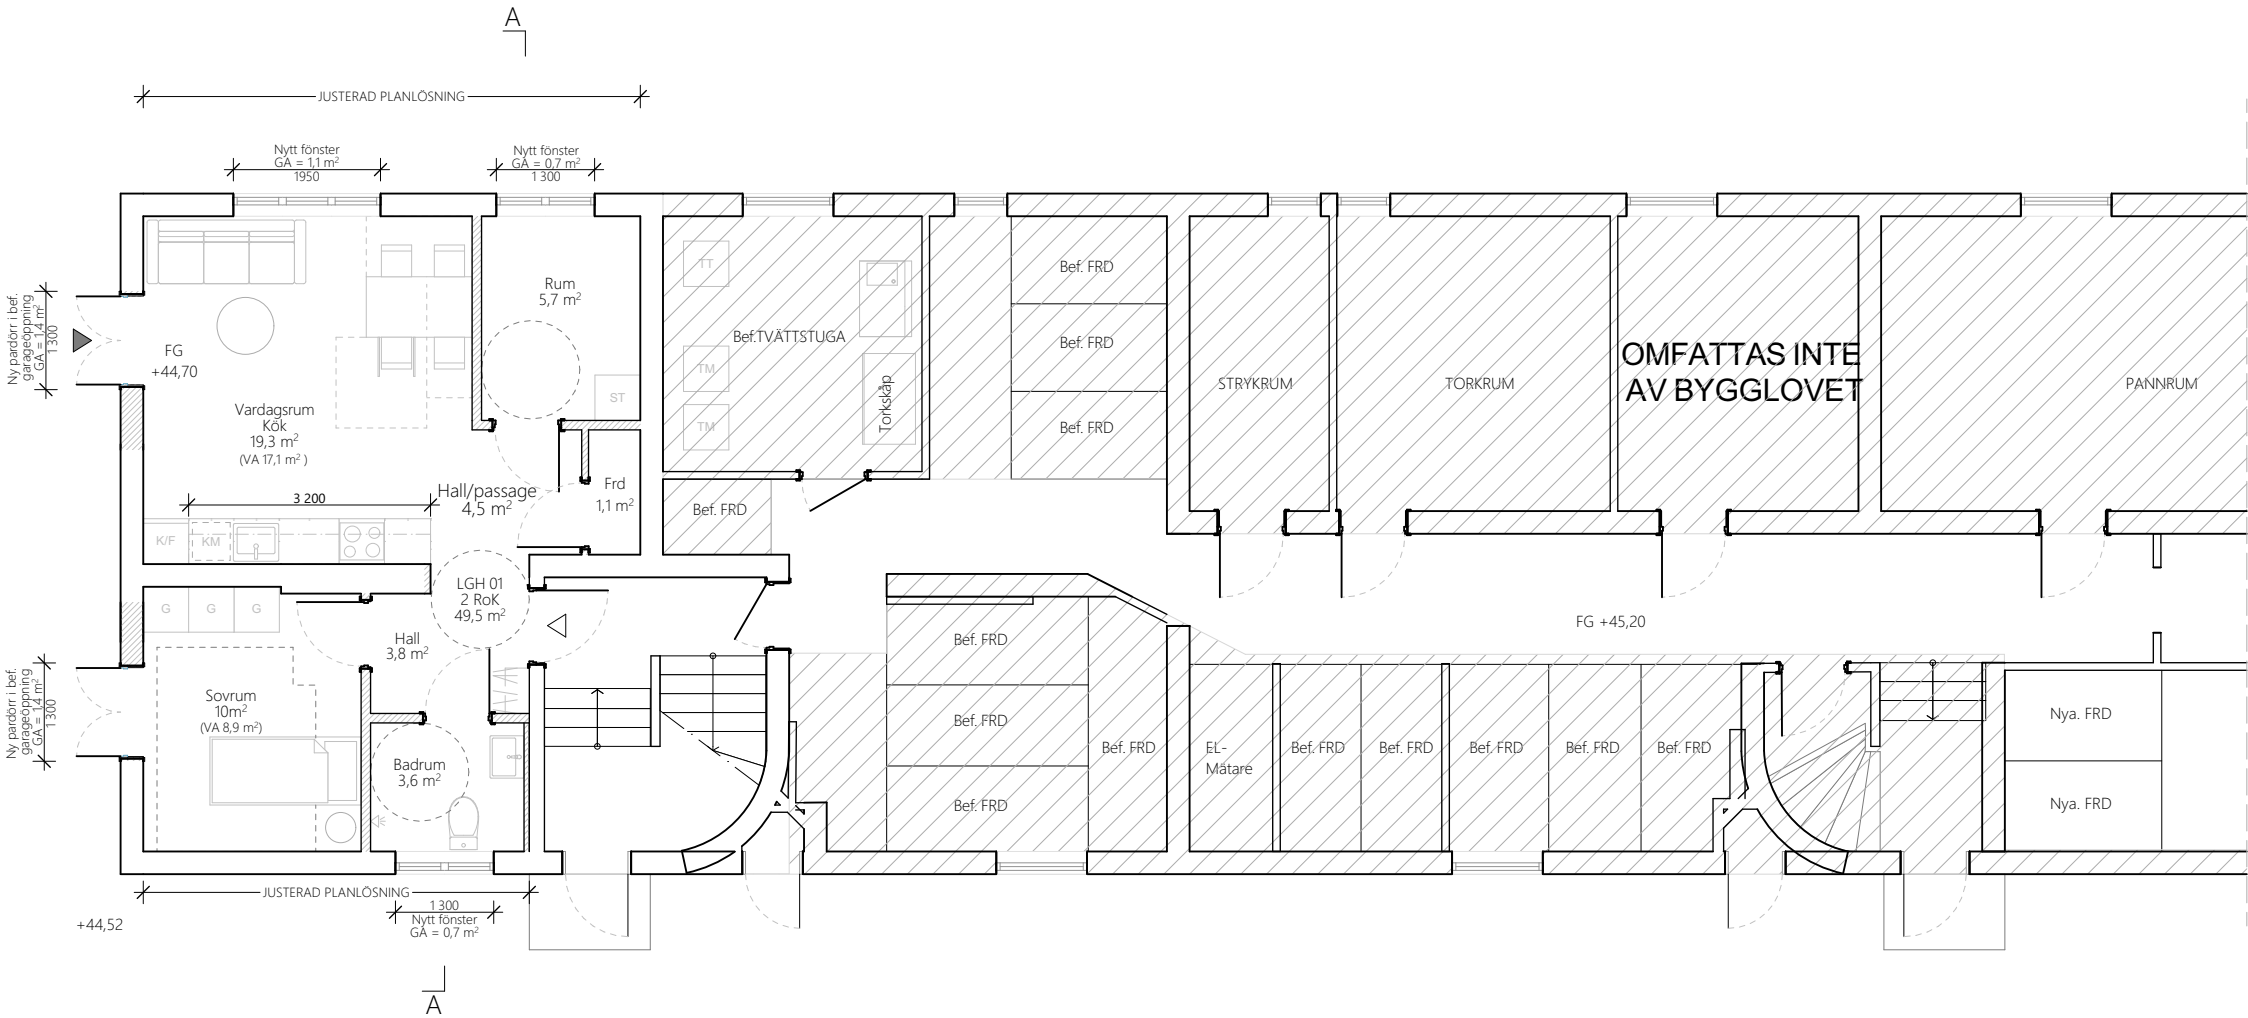 A
JUSTERAD PLANLÖSNING
Nytt fönster
GA = 1,1 m²
1950
Nytt fönster
GA = 0,7 m²
1 300
Ny pardörr i bef.
garageöppning
GA = 1,4 m²
1 300
FG
+44,70
Vardagsrum
Kök
19,3 m²
(VA 17,1 m² )
Rum
5,7 m²
ST
3 200
Hall/passage
4,5 m²
Frd
1,1 m²
K/F
KM
LGH 01
2 RoK
49,5 m²
G
G
G
Hall
3,8 m²
Ny pardörr i bef.
garageöppning
GA = 1,4 m²
1 300
Sovrum
10m²
(VA 8,9 m²)
Badrum
3,6 m²
JUSTERAD PLANLÖSNING
1 300
Nytt fönster
GA = 0,7 m²
+44,52
A
TT
TM
TM
Bef.TVÄTTSTUGA
Torkskåp
Bef. FRD
Bef. FRD
Bef. FRD
Bef. FRD
STRYKRUM
TORKRUM
OMFATTAS INTE
AV BYGGLOVET
PANNRUM
FG +45,20
Bef. FRD
Bef. FRD
Bef. FRD
Bef. FRD
EL-
Mätare
Bef. FRD
Bef. FRD
Bef. FRD
Bef. FRD
Bef. FRD
Nya. FRD
Nya. FRD